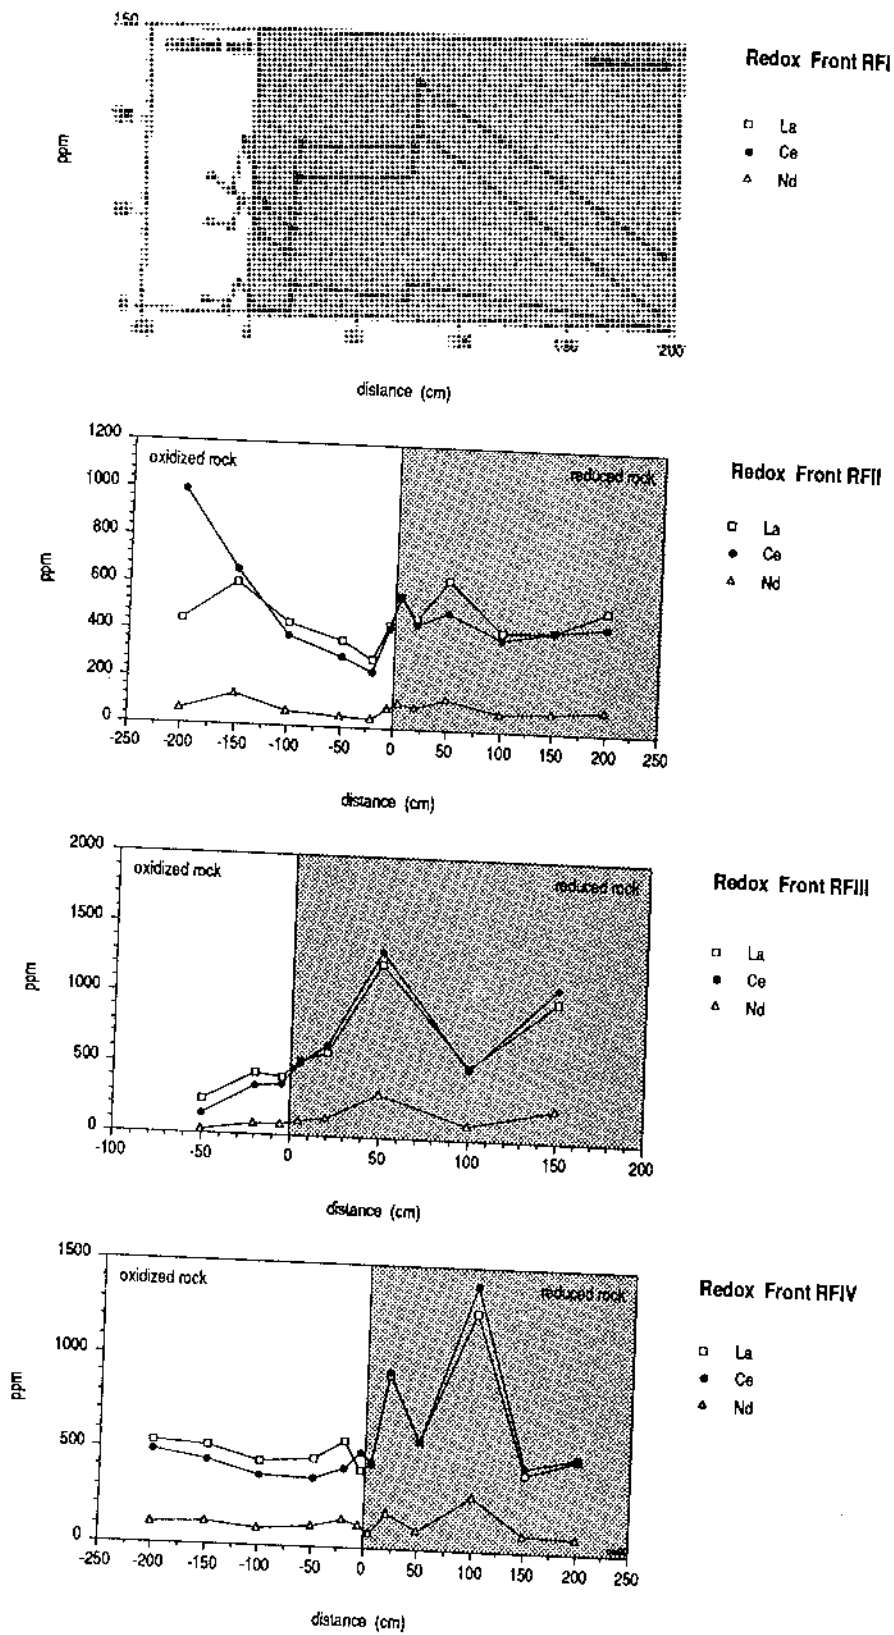 150
ppm
200
distance (cm)
Redox Front RFI
La
Ce
Nd
1200
1000
800
600
400
200
0
ppm
oxidized rock
reduced rock
-250 -200 -150 -100 -50 0 50 100 150 200 250
distance (cm)
Redox Front RFII
La
Ce
Nd
2000
1500
1000
500
0
ppm
oxidized rock
reduced rock
-100 -50 0 50 100 150 200
distance (cm)
Redox Front RFIII
La
Ce
Nd
1500
1000
500
0
ppm
oxidized rock
reduced rock
-250 -200 -150 -100 -50 0 50 100 150 200 250
distance (cm)
Redox Front RFIV
La
Ce
Nd